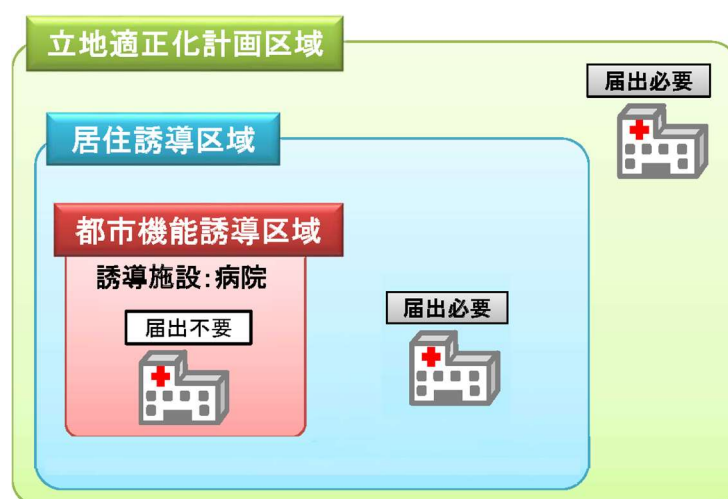 立地適正化計画区域
届出必要
居住誘導区域
都市機能誘導区域
誘導施設:病院
届出必要
届出不要